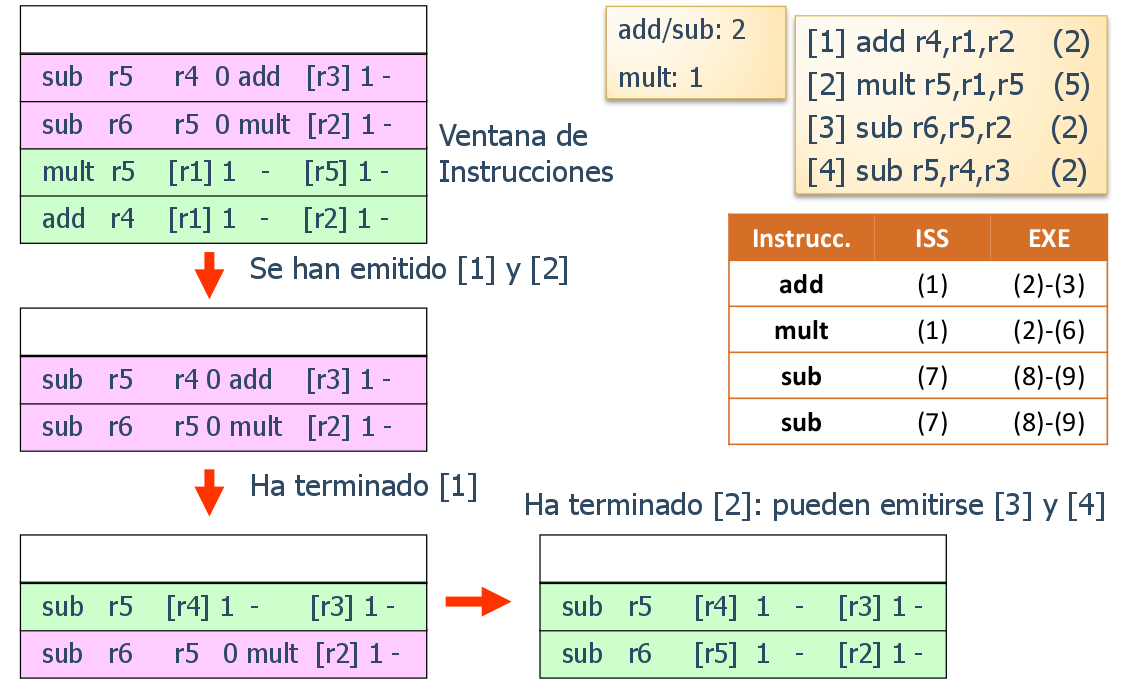 sub r5 r4 0 add [r3] 1 -
sub r6 r5 0 mult [r2] 1 -
mult r5 [r1] 1 - [r5] 1 -
add r4 [r1] 1 - [r2] 1 -
Ventana de
Instrucciones
add/sub: 2
mult: 1
[1] add r4,r1,r2 (2)
[2] mult r5,r1,r5 (5)
[3] sub r6,r5,r2 (2)
[4] sub r5,r4,r3 (2)
Se han emitido [1] y [2]
Instrucc. ISS EXE
add (1) (2)-(3)
mult (1) (2)-(6)
sub (7) (8)-(9)
sub (7) (8)-(9)
sub r5 r4 0 add [r3] 1 -
sub r6 r5 0 mult [r2] 1 -
Ha terminado [1]
Ha terminado [2]: pueden emitirse [3] y [4]
sub r5 [r4] 1 - [r3] 1 -
sub r6 r5 0 mult [r2] 1 -
sub r5 [r4] 1 - [r3] 1 -
sub r6 [r5] 1 - [r2] 1 -